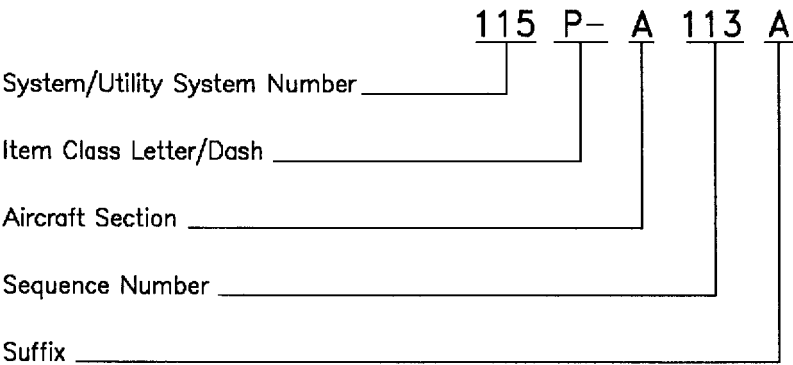 115 P- A 113 A
System/Utility System Number
Item Class Letter/Dash
Aircraft Section
Sequence Number
Suffix